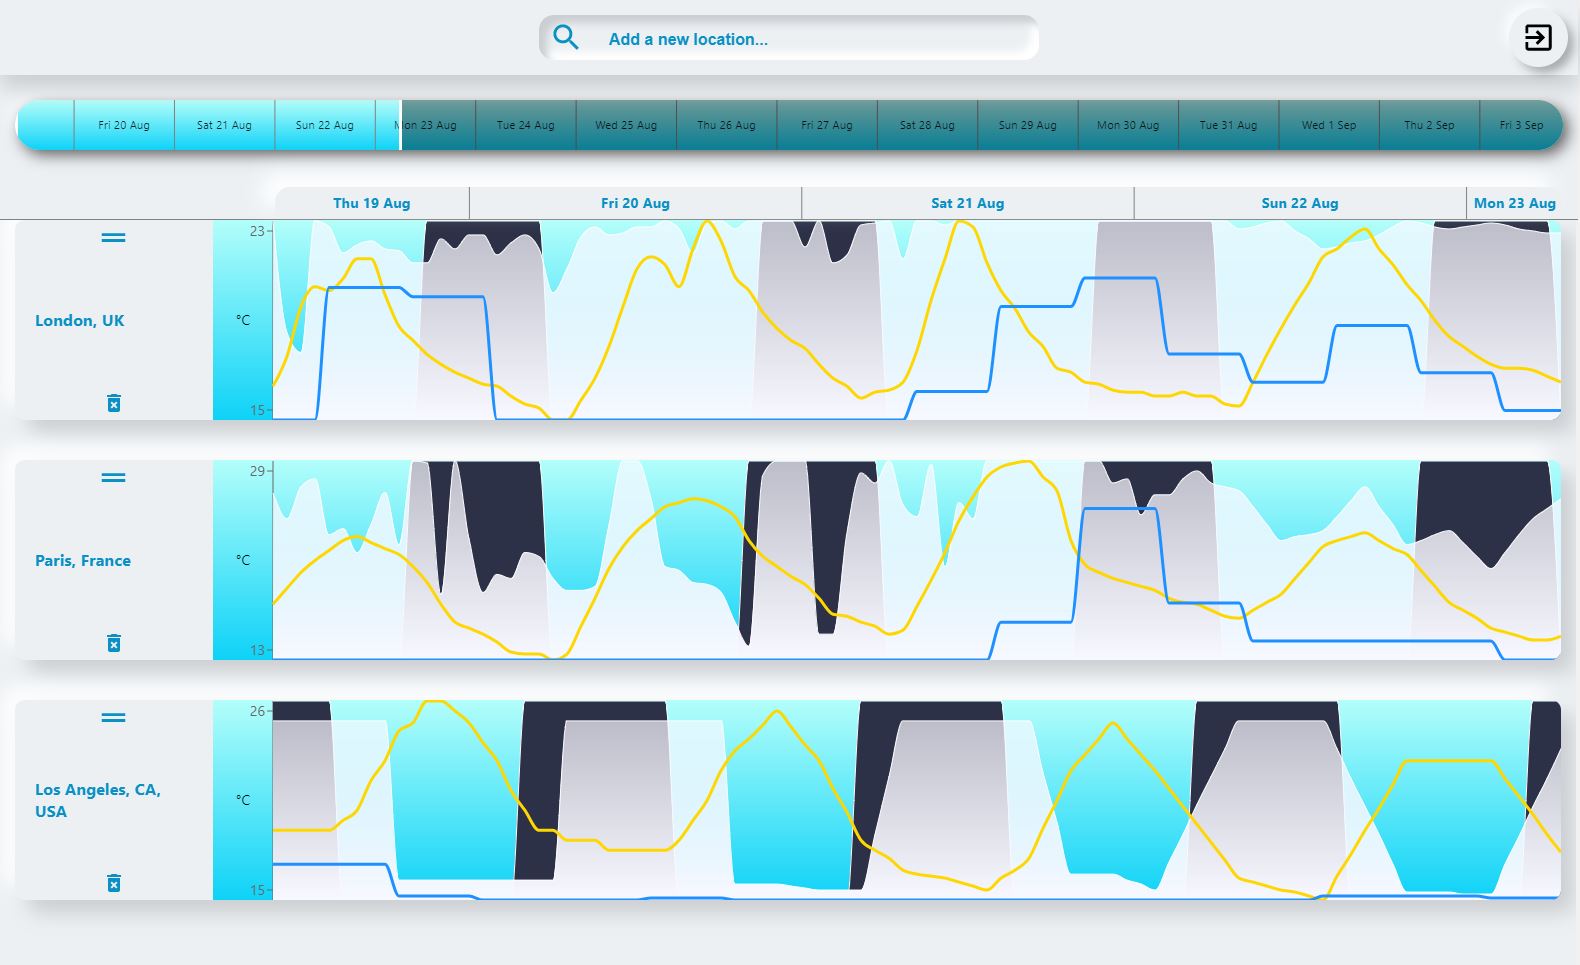 Add a new location...
Fri 20 Aug
Sat 21 Aug
Sun 22 Aug
Mon 23 Aug
Tue 24 Aug
Wed 25 Aug
Thu 26 Aug
Fri 27 Aug
Sat 28 Aug
Sun 29 Aug
Mon 30 Aug
Tue 31 Aug
Wed 1 Sep
Thu 2 Sep
Fri 3 Sep
Thu 19 Aug
Fri 20 Aug
Sat 21 Aug
Sun 22 Aug
Mon 23 Aug
23
London, UK
°C
15
29
Paris, France
°C
13
26
Los Angeles, CA,
USA
°C
15